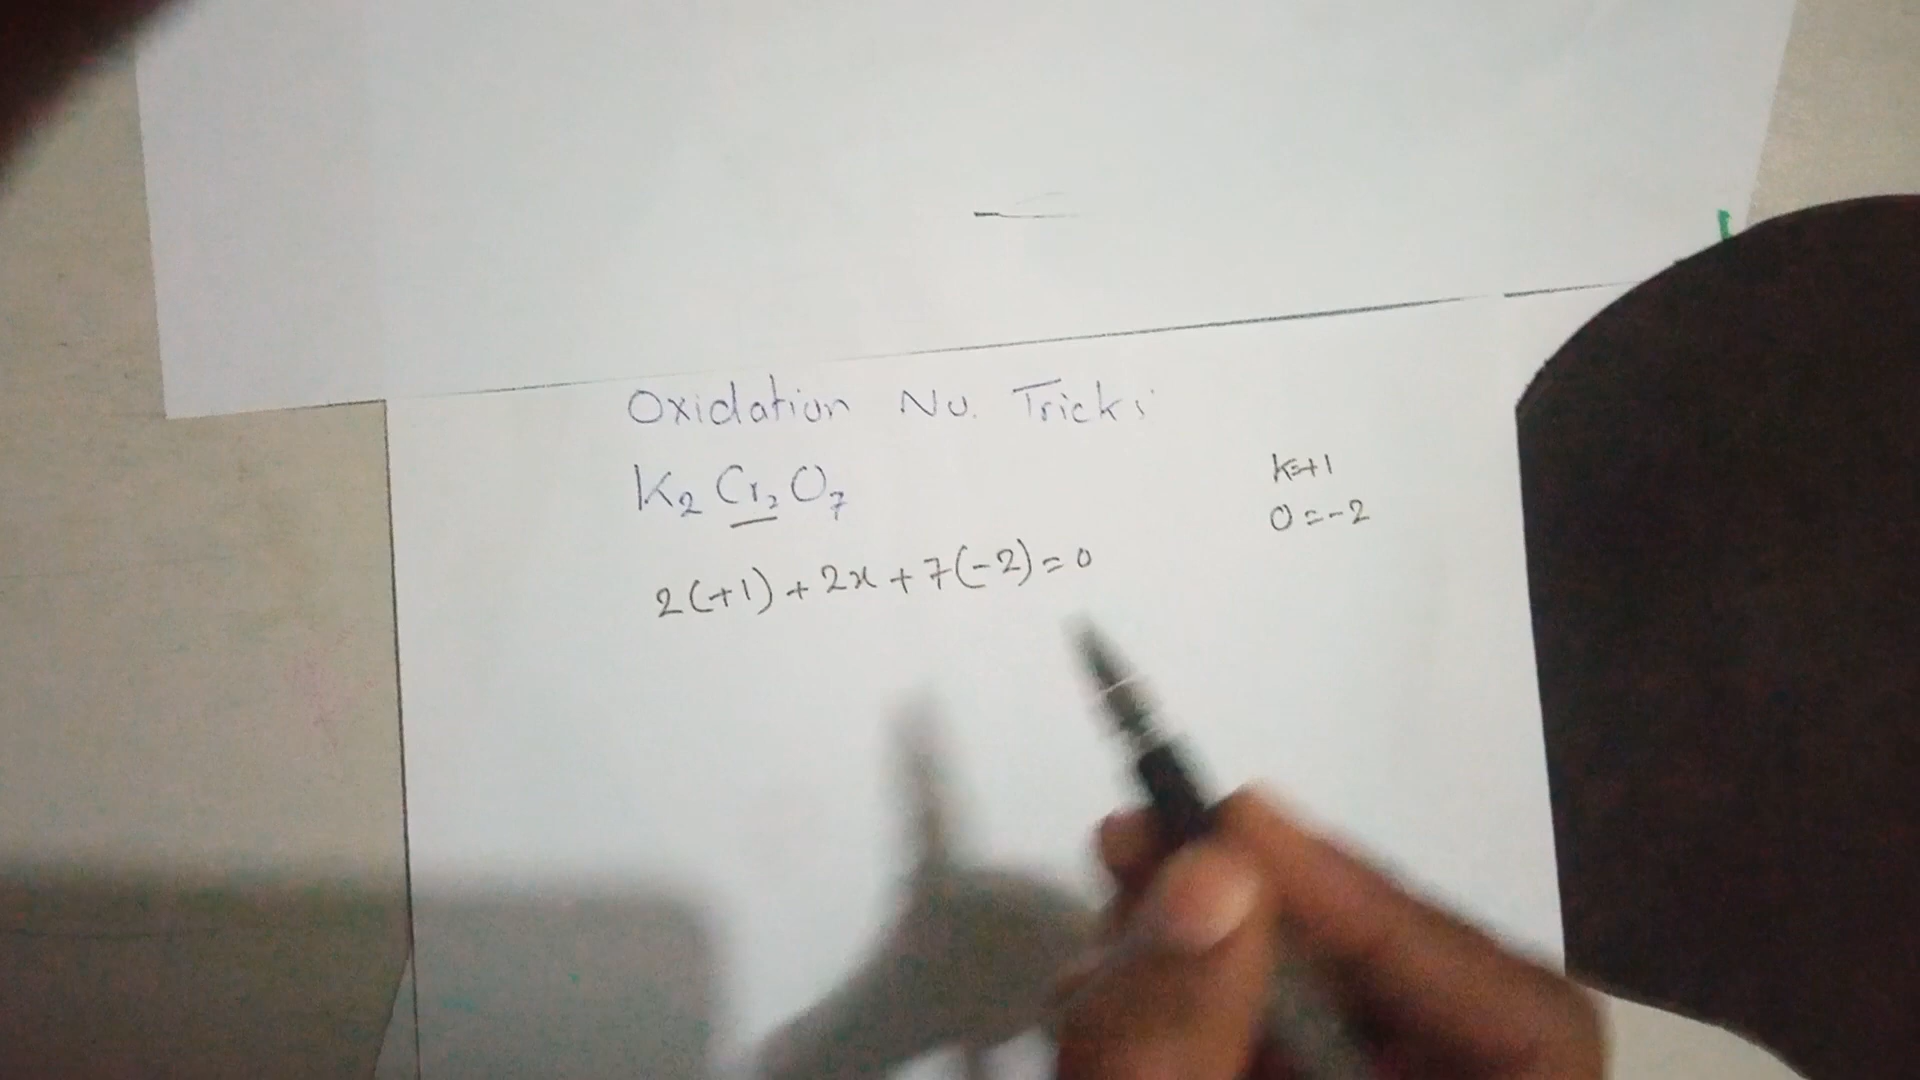 Oxidation No. Tricks:
K₂Cr₂O₇
K=+1
O=-2
2(+1)+2x+7(-2)=0